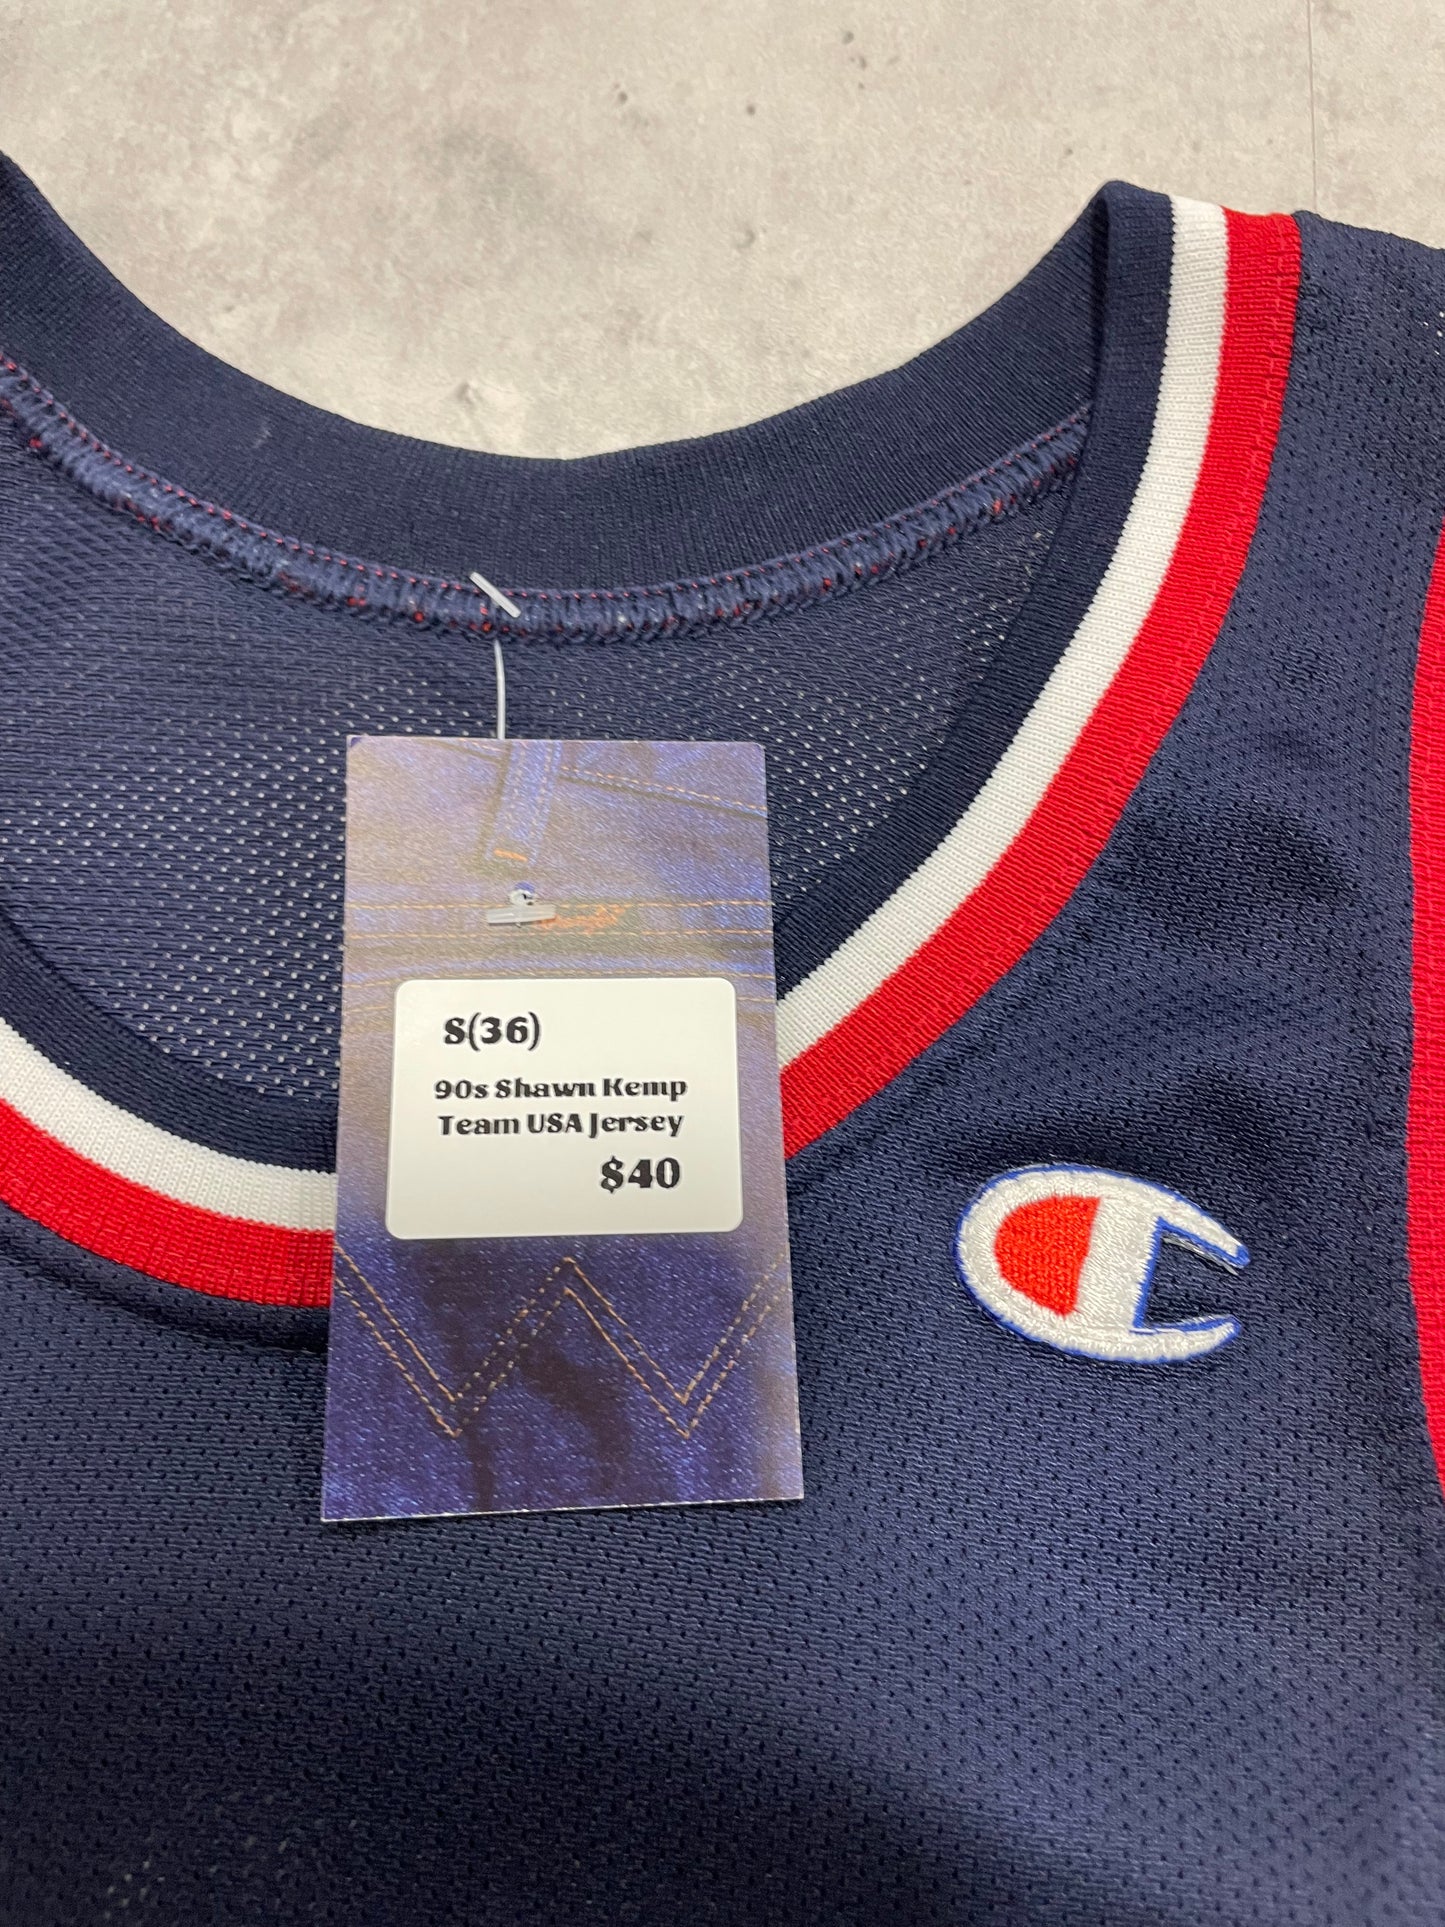 S(36)
90s Shawn Kemp
Team USA Jersey
$40